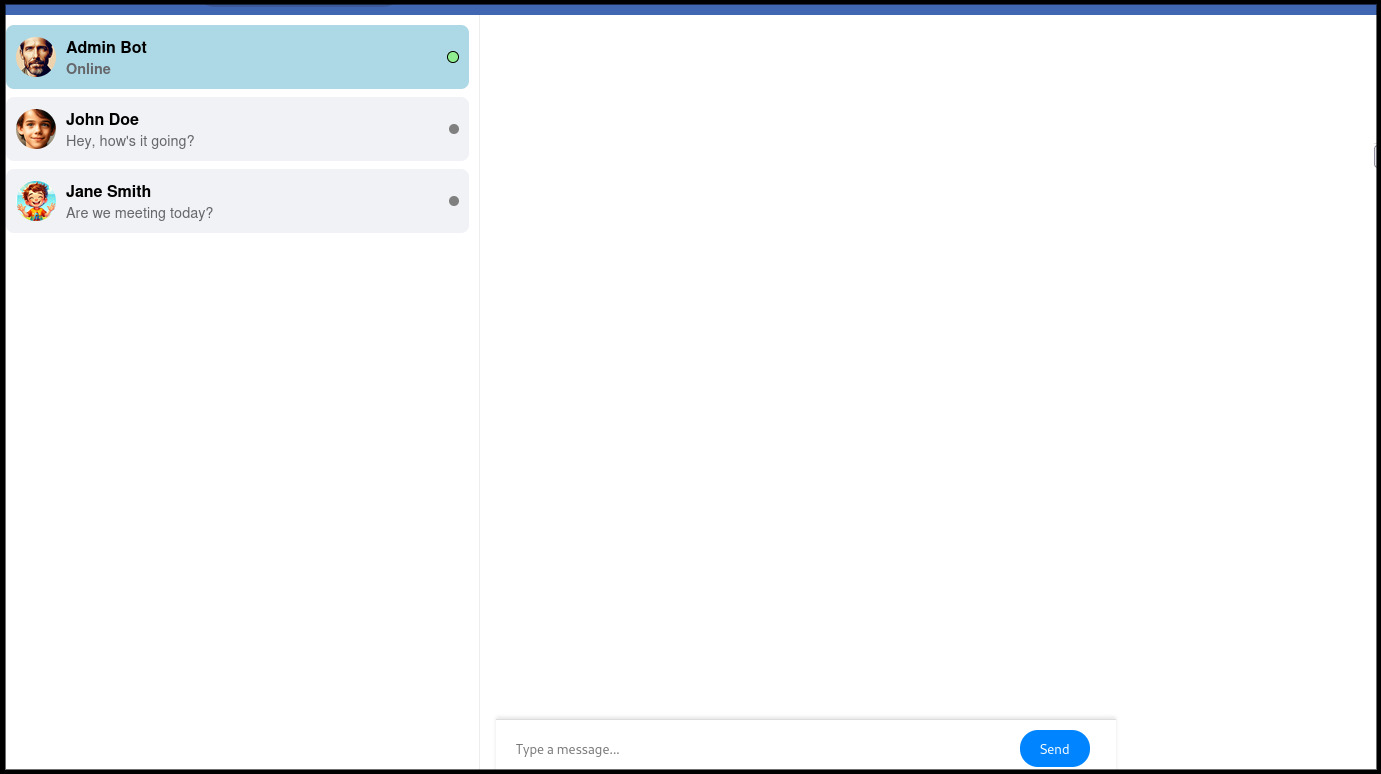 Admin Bot
Online
John Doe
Hey, how's it going?
Jane Smith
Are we meeting today?
Type a message...
Send